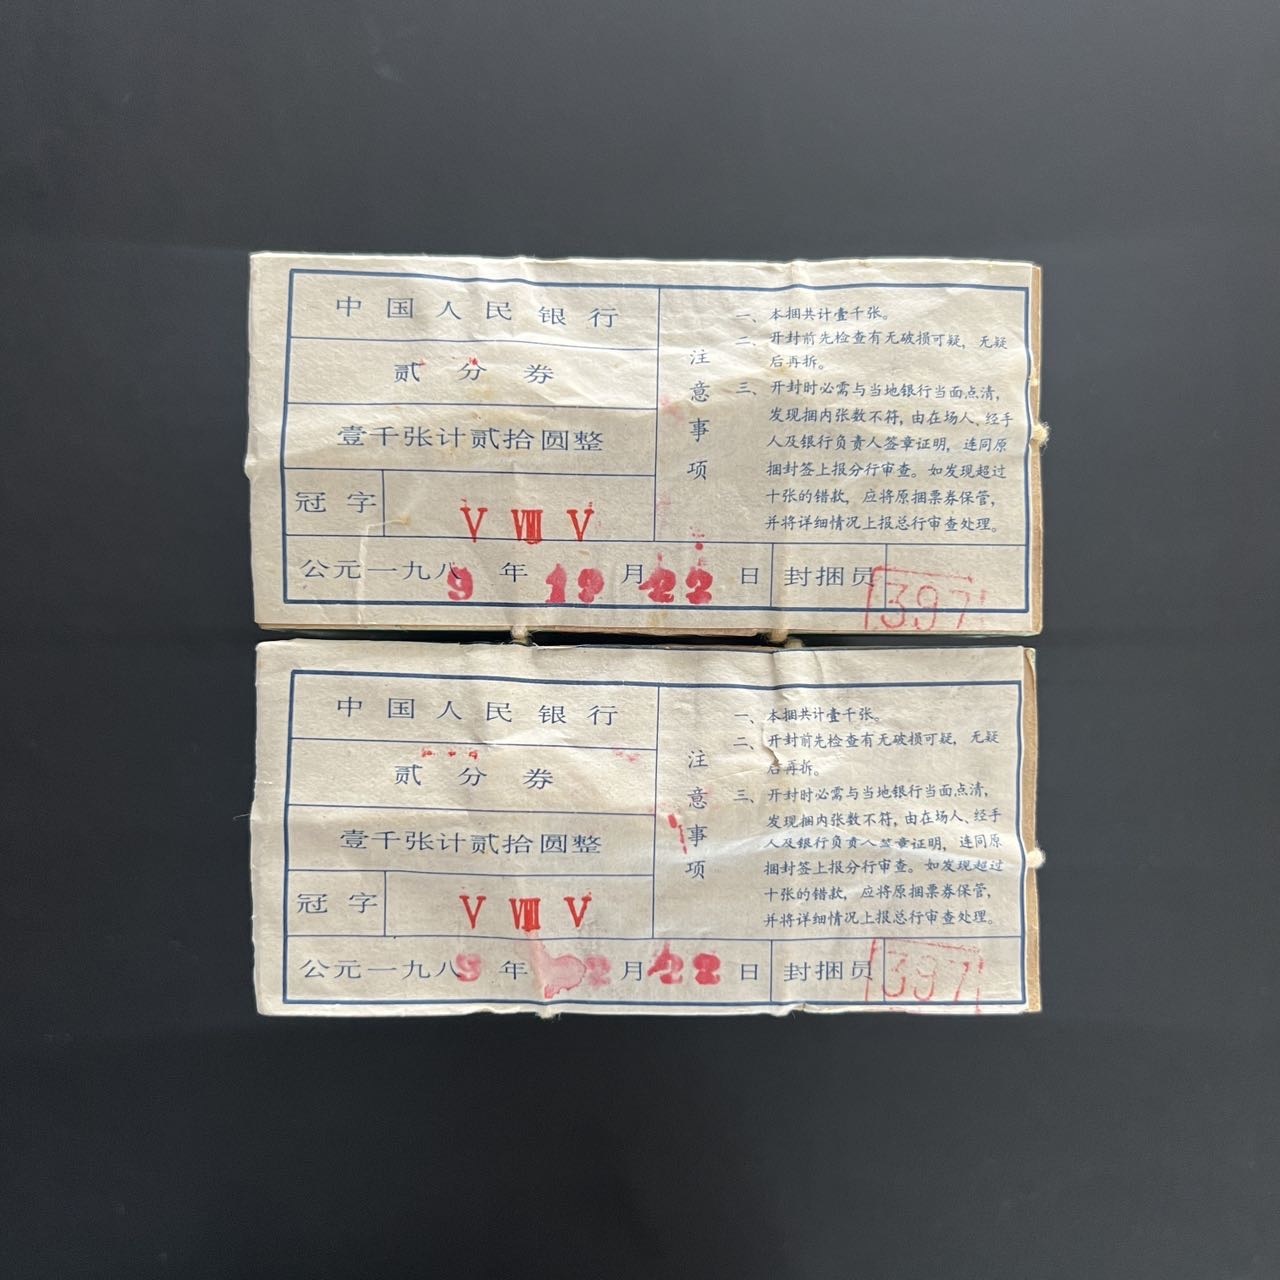 中国人民银行
贰分券
壹千张计贰拾圆整
冠字
V VIII V
公元一九八9年12月22日
封捆员
397
注意事项
一、本捆共计壹千张。
二、开封前先检查有无破损可疑，无疑
后再拆。
三、开封时必需与当地银行当面点清，
发现捆内张数不符，由在场人、经手
人及银行负责人签章证明，连同原
捆封签上报分行审查。如发现超过
十张的错款，应将原捆票券保管，
并将详细情况上报总行审查处理。
中国人民银行
贰分券
壹千张计贰拾圆整
冠字
V VIII V
公元一九八9年2月22日
封捆员
397
注意事项
一、本捆共计壹千张。
二、开封前先检查有无破损可疑，无疑
后再拆。
三、开封时必需与当地银行当面点清，
发现捆内张数不符，由在场人、经手
人及银行负责人签章证明，连同原
捆封签上报分行审查。如发现超过
十张的错款，应将原捆票券保管，
并将详细情况上报总行审查处理。